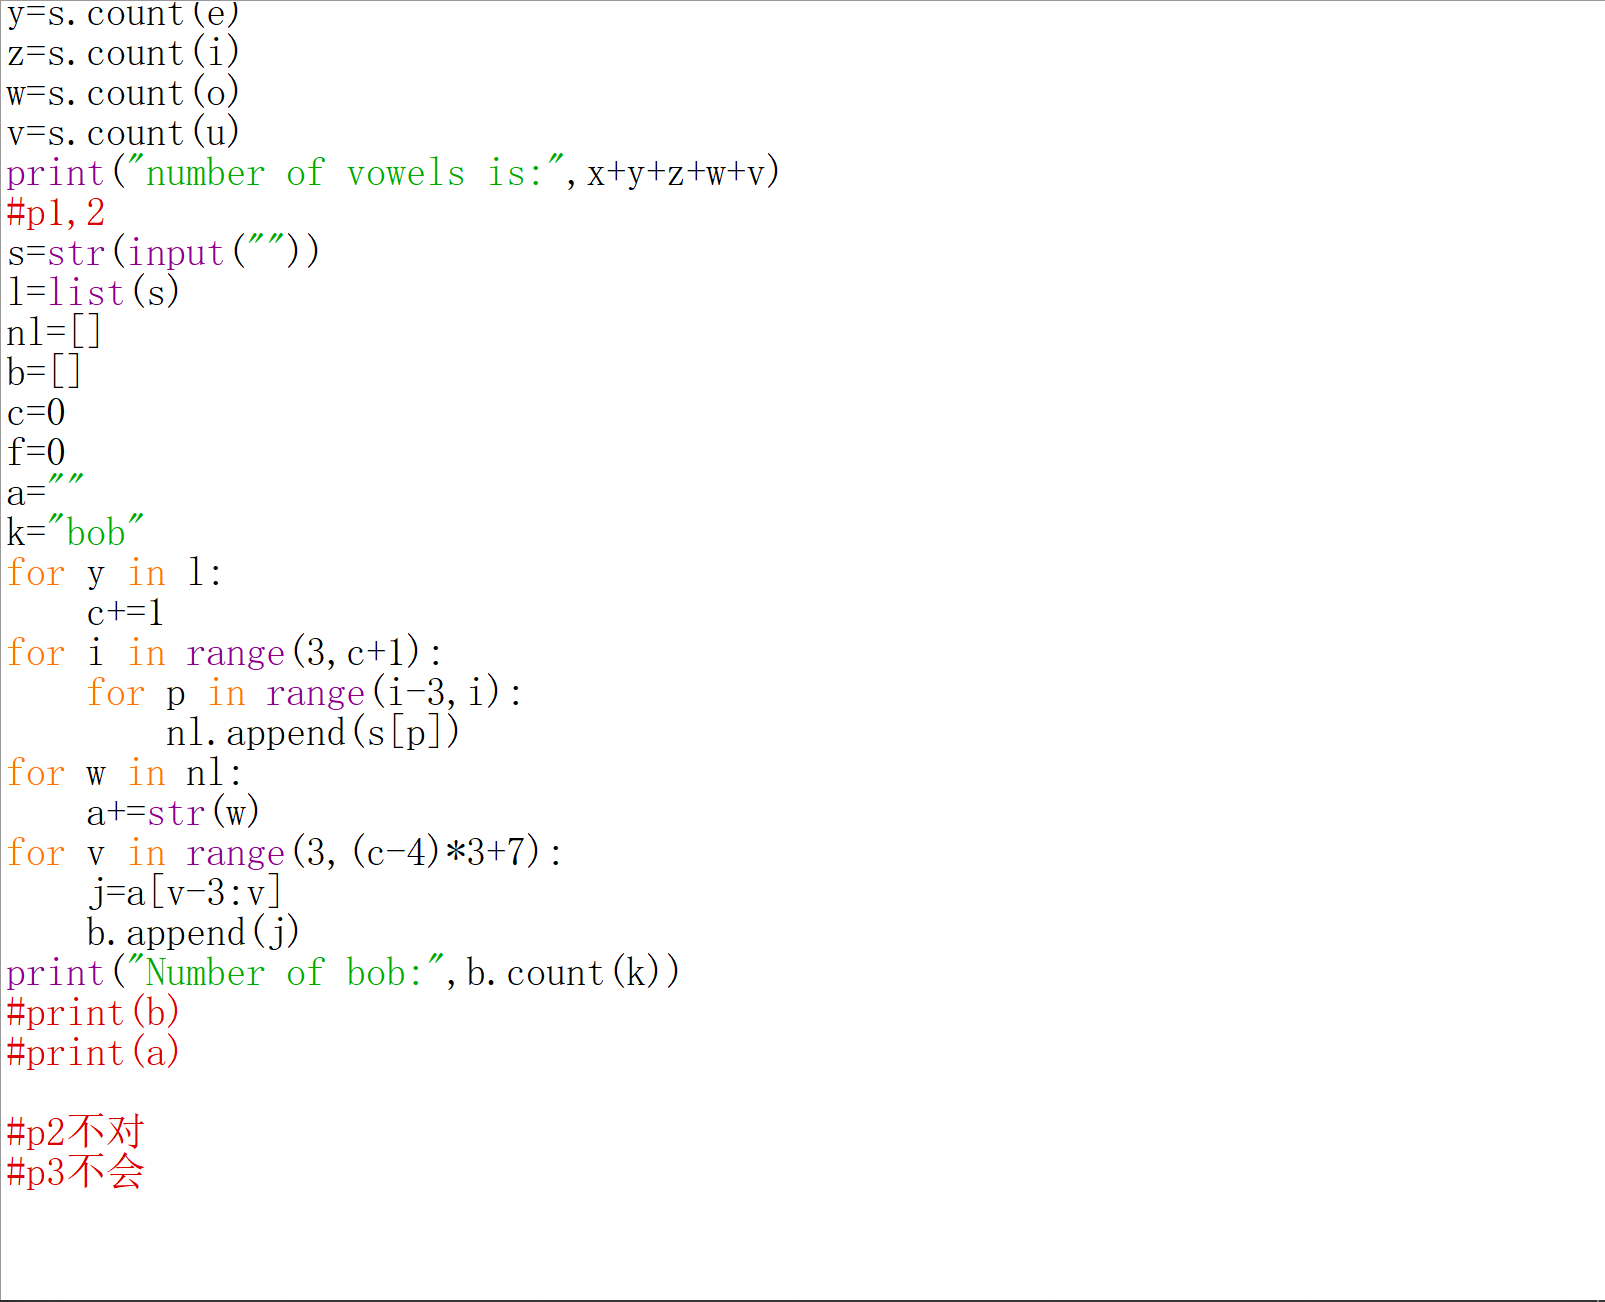 y=s.count(e)
z=s.count(i)
w=s.count(o)
v=s.count(u)
print("number of vowels is:",x+y+z+w+v)
#p1,2
s=str(input(""))
l=list(s)
nl=[]
b=[]
c=0
f=0
a=""
k="bob"
for y in l:
    c+=1
for i in range(3,c+1):
    for p in range(i-3,i):
        nl.append(s[p])
for w in nl:
    a+=str(w)
for v in range(3,(c-4)*3+7):
    j=a[v-3:v]
    b.append(j)
print("Number of bob:",b.count(k))
#print(b)
#print(a)
#p2不对
#p3不会